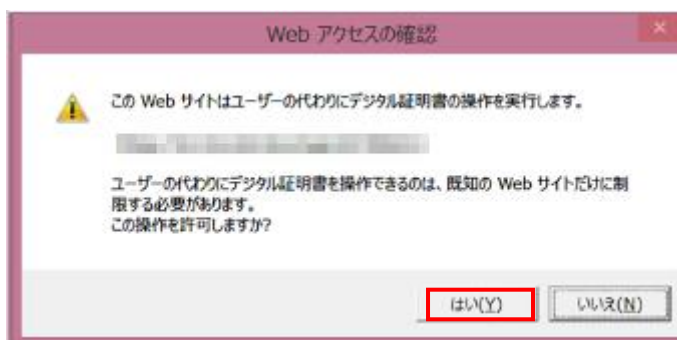 Web アクセスの確認
この Web サイトはユーザーの代わりにデジタル証明書の操作を実行します。
ユーザーの代わりにデジタル証明書を操作できるのは、既知の Web サイトだけに制
限する必要があります。
この操作を許可しますか?
はい(Y) いいえ(N)